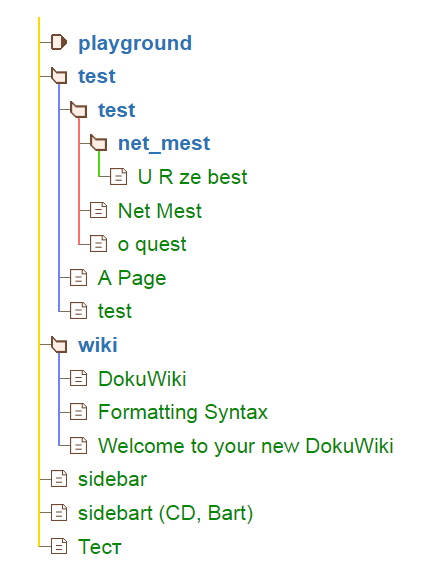 playground
test
test
net_mest
U R ze best
Net Mest
o quest
A Page
test
wiki
DokuWiki
Formatting Syntax
Welcome to your new DokuWiki
sidebar
sidebart (CD, Bart)
Тест